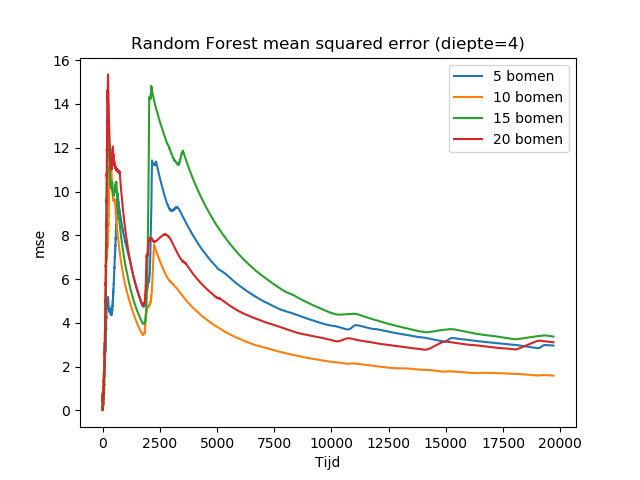 Random Forest mean squared error (diepte=4)
5 bomen
10 bomen
15 bomen
20 bomen
mse
16
14
12
10
8
6
4
2
0
0 2500 5000 7500 10000 12500 15000 17500 20000
Tijd